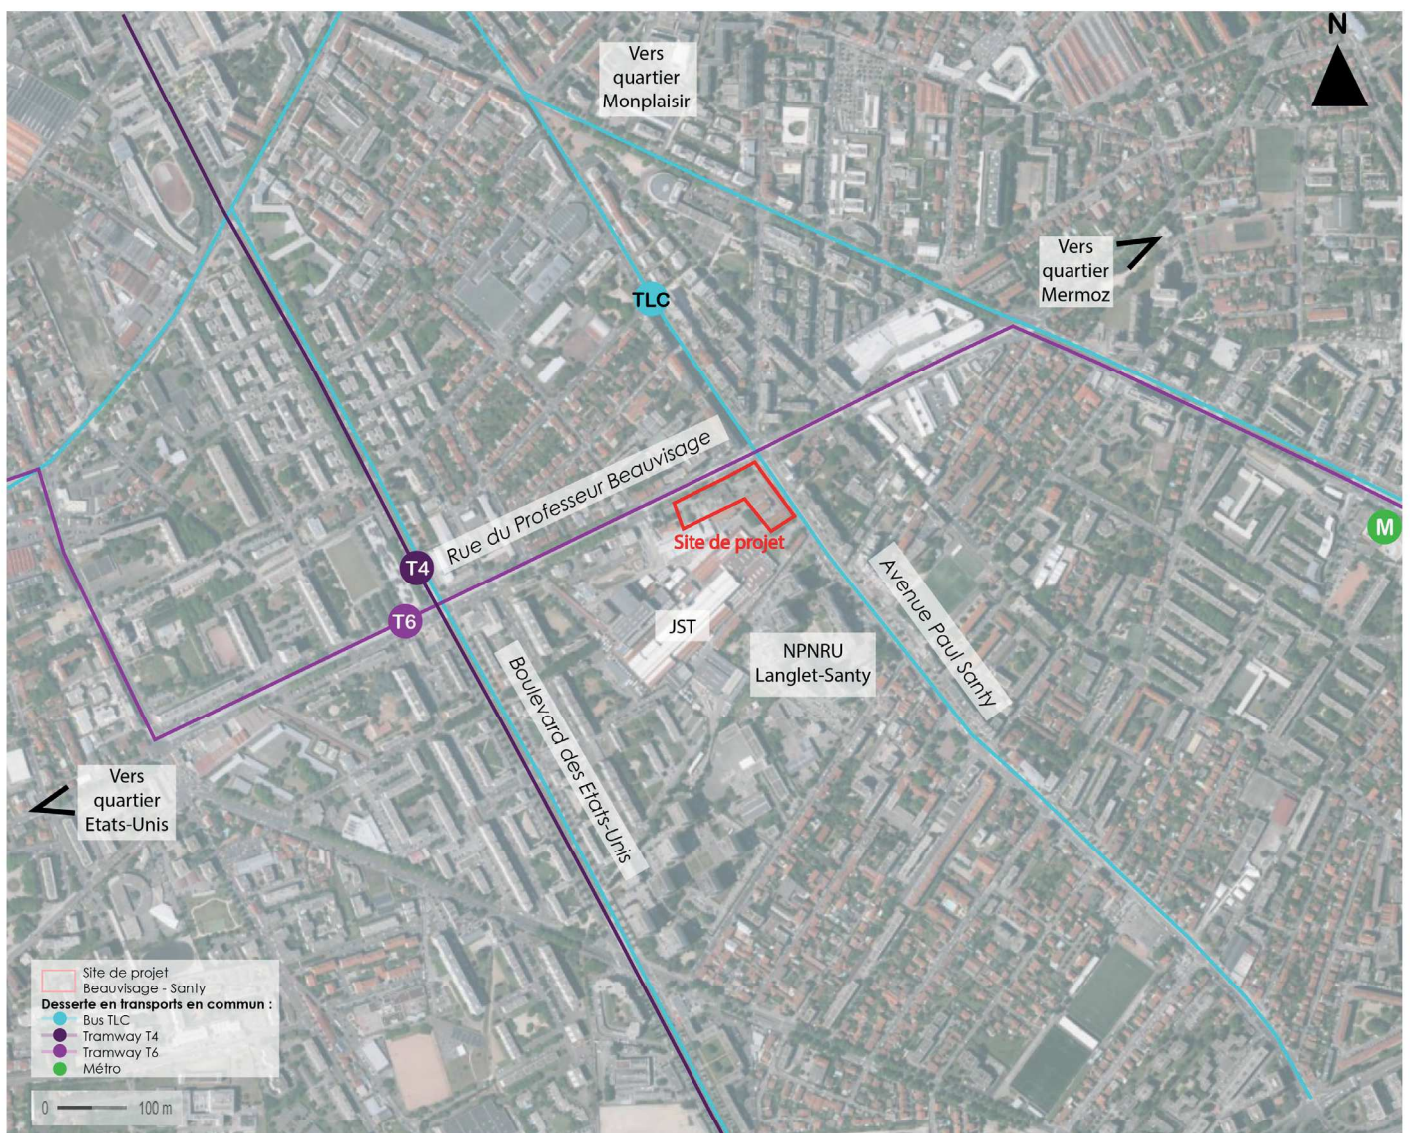 N
Vers
quartier
Monplaisir
Vers
quartier
Mermoz
TLC
Rue du Professeur Beauvisage
M
Site de projet
T4
T6
JST
NPNRU
Langlet-Santy
Avenue Paul Santy
Boulevard des Etats-Unis
Vers
quartier
Etats-Unis
Site de projet
Beauvisage - Santy
Desserte en transports en commun :
Bus TLC
Tramway T4
Tramway T6
Métro
0 100 m